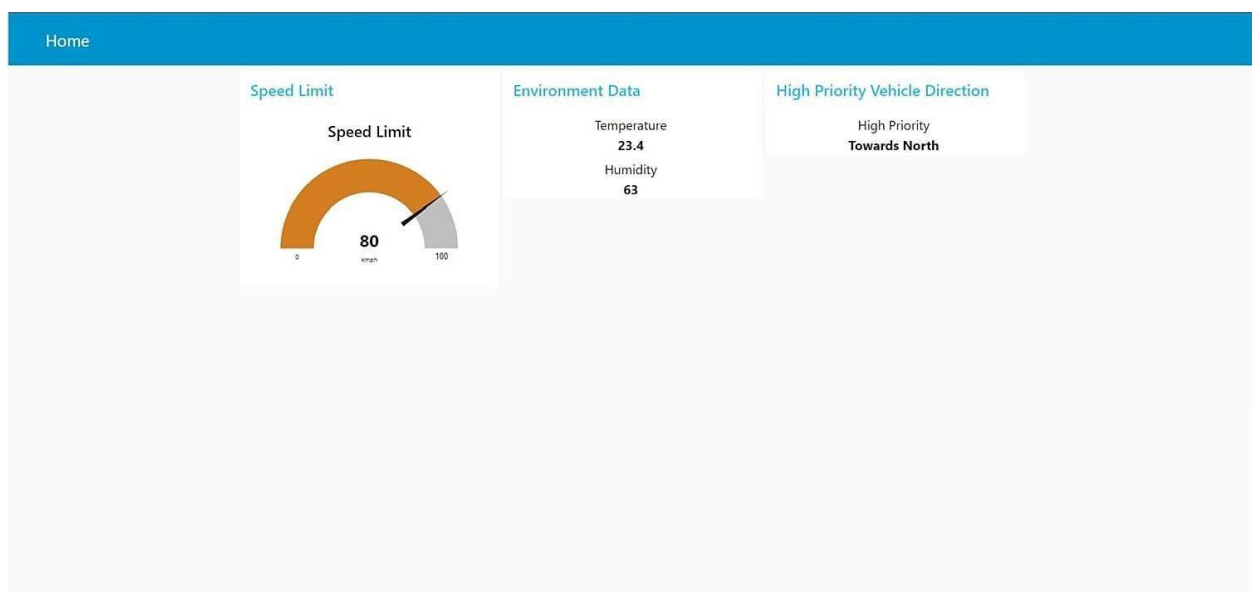 Home
Speed Limit
Speed Limit
80
kmph
0
100
Environment Data
Temperature
23.4
Humidity
63
High Priority Vehicle Direction
High Priority
Towards North